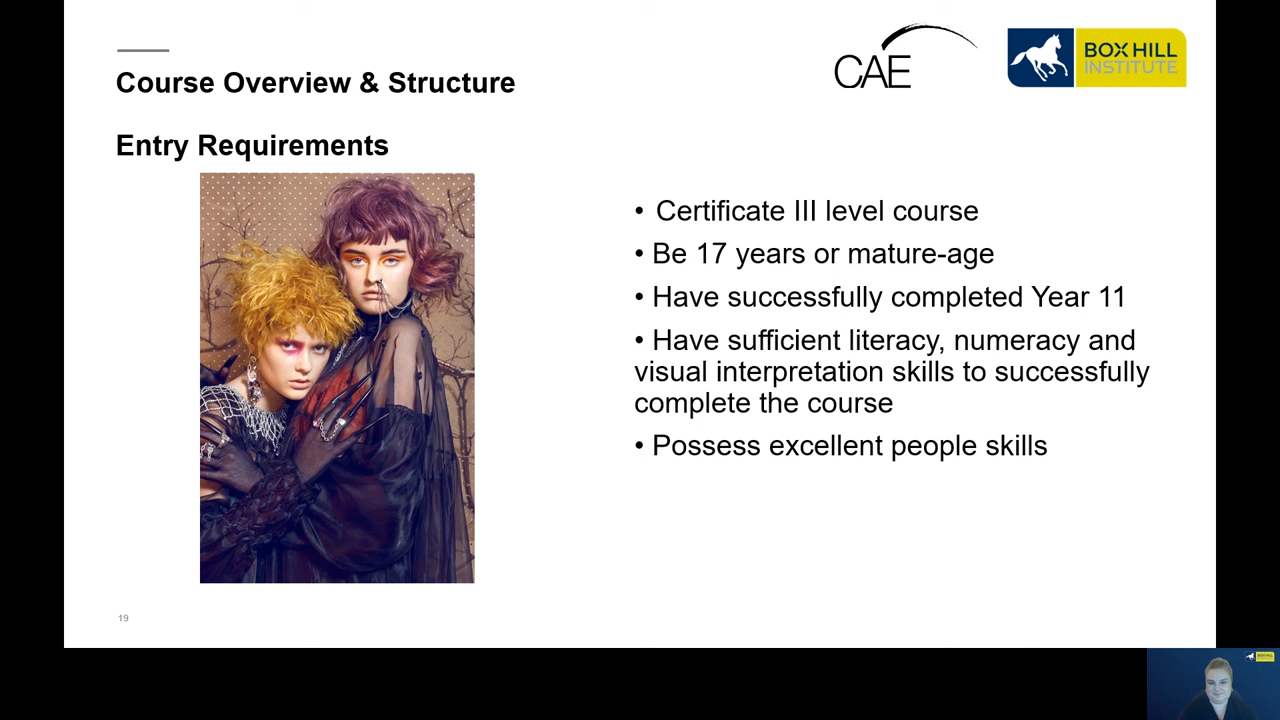 Course Overview & Structure
CAE
BOX HILL
INSTITUTE
Entry Requirements
• Certificate III level course
• Be 17 years or mature-age
• Have successfully completed Year 11
• Have sufficient literacy, numeracy and
visual interpretation skills to successfully
complete the course
• Possess excellent people skills
19
BOX HILL